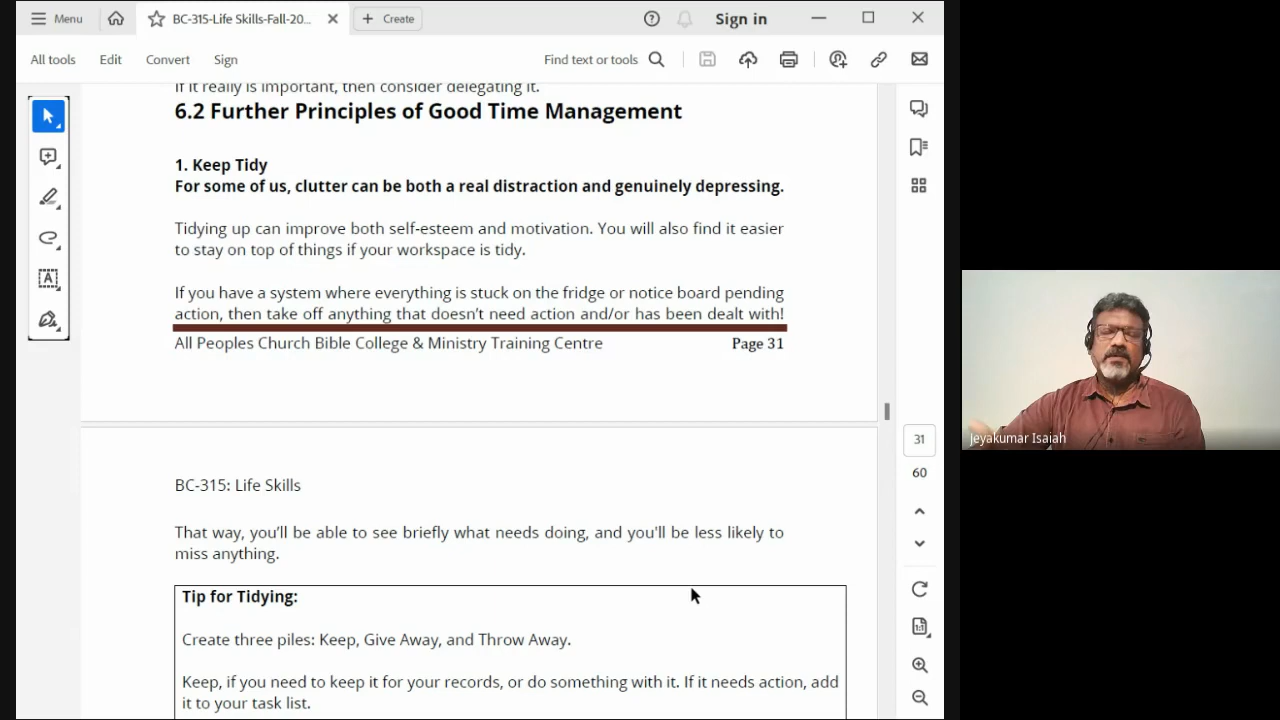 Menu
BC-315-Life Skills-Fall-20...
Create
Sign in
All tools
Edit
Convert
Sign
Find text or tools
If it really is important, then consider delegating it.
6.2 Further Principles of Good Time Management
1. Keep Tidy
For some of us, clutter can be both a real distraction and genuinely depressing.
Tidying up can improve both self-esteem and motivation. You will also find it easier
to stay on top of things if your workspace is tidy.
If you have a system where everything is stuck on the fridge or notice board pending
action, then take off anything that doesn't need action and/or has been dealt with!
All Peoples Church Bible College & Ministry Training Centre
Page 31
31
60
BC-315: Life Skills
That way, you'll be able to see briefly what needs doing, and you'll be less likely to
miss anything.
Tip for Tidying:
Create three piles: Keep, Give Away, and Throw Away.
Keep, if you need to keep it for your records, or do something with it. If it needs action, add
it to your task list.
Jeyakumar Isaiah